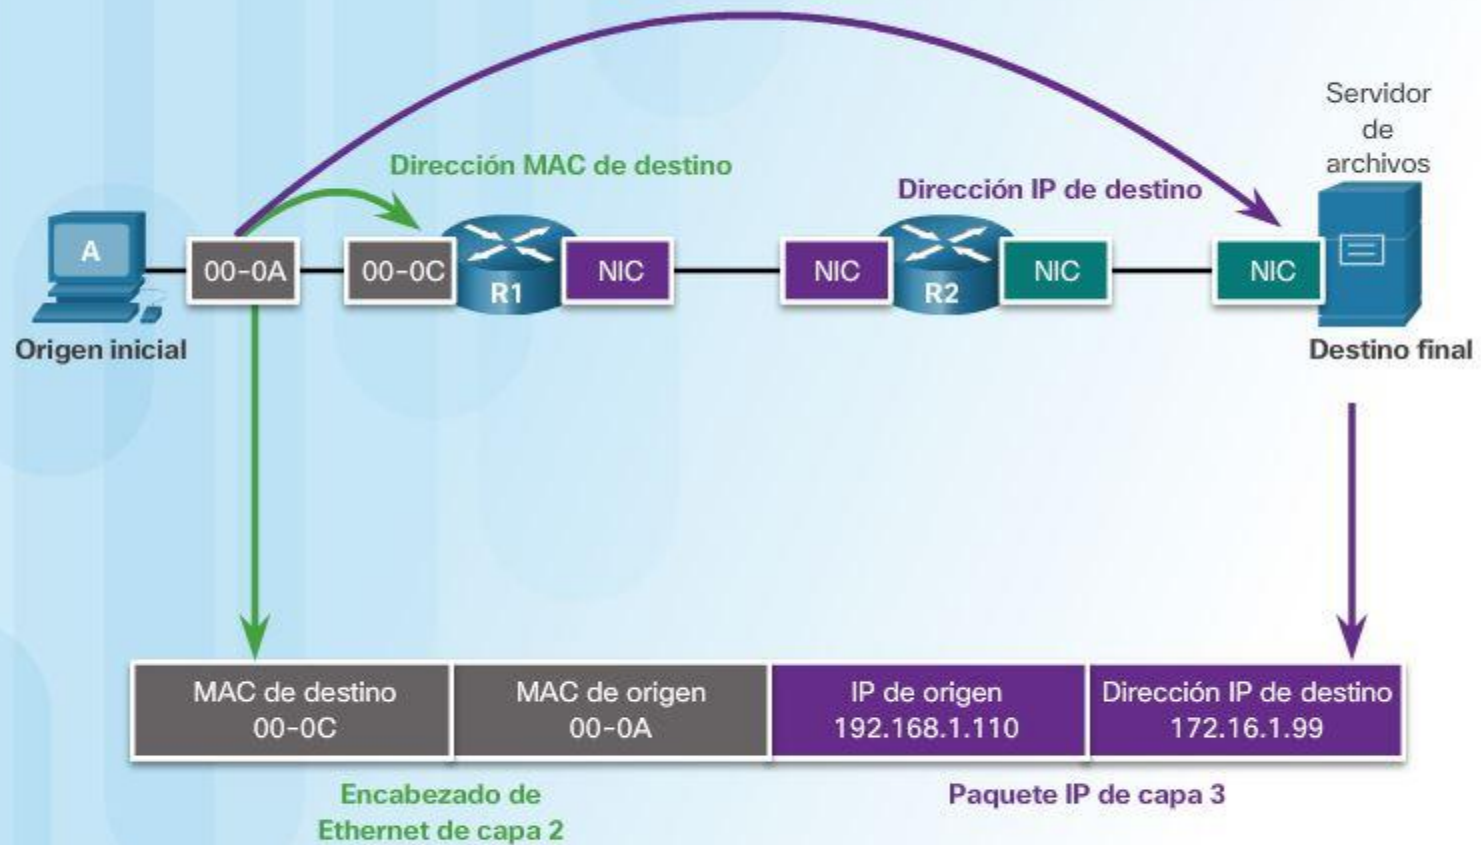 Servidor
de
archivos
Dirección MAC de destino
Dirección IP de destino
A
00-0A
00-0C
R1
NIC
NIC
R2
NIC
NIC
Origen inicial
Destino final
MAC de destino
00-0C
MAC de origen
00-0A
IP de origen
192.168.1.110
Dirección IP de destino
172.16.1.99
Encabezado de
Ethernet de capa 2
Paquete IP de capa 3